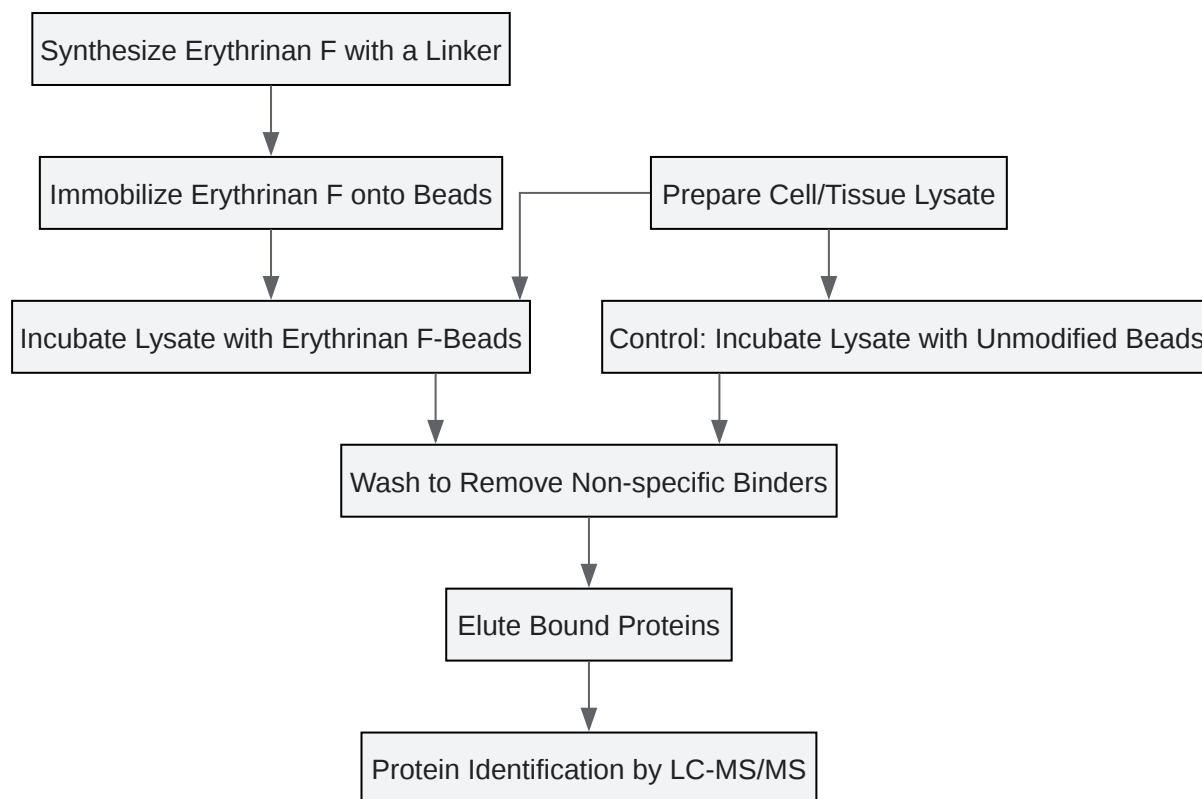 Synthesize Erythrinan F with a Linker
Immobilize Erythrinan F onto Beads
Prepare Cell/Tissue Lysate
Incubate Lysate with Erythrinan F-Beads
Control: Incubate Lysate with Unmodified Beads
Wash to Remove Non-specific Binders
Elute Bound Proteins
Protein Identification by LC-MS/MS